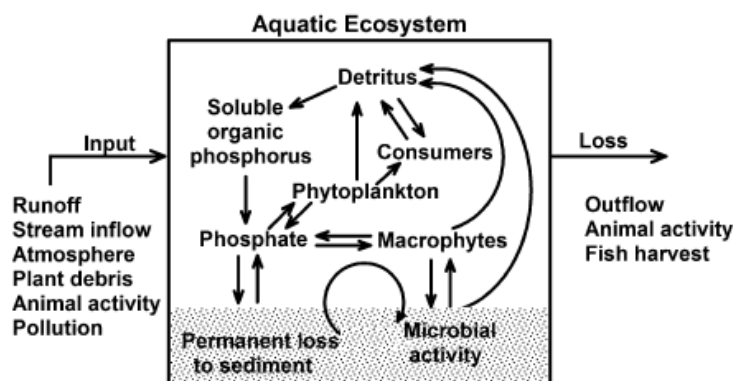 Aquatic Ecosystem
Input
Runoff
Stream inflow
Atmosphere
Plant debris
Animal activity
Pollution
Detritus
Soluble
organic
phosphorus
Consumers
Phytoplankton
Phosphate
Macrophytes
Permanent loss
to sediment
Microbial
activity
Loss
Outflow
Animal activity
Fish harvest